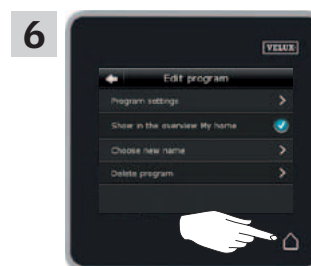 6
VELUX
Edit program
Program settings
Show in the overview My home
Choose new name
Delete program